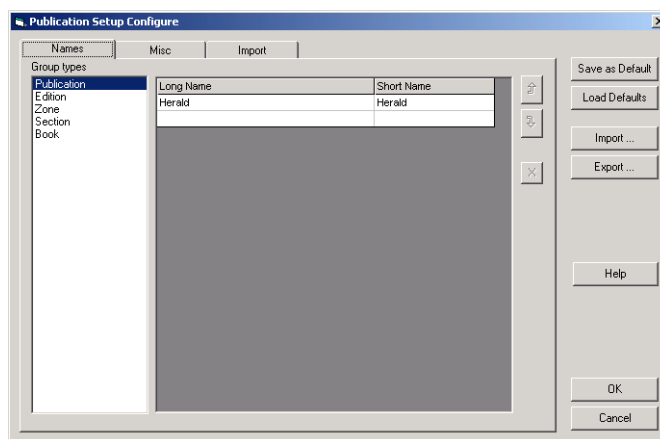 Publication Setup Configure
Names Misc Import
Group types
Publication
Edition
Zone
Section
Book
Long Name Short Name
Herald Herald
Save as Default
Load Defaults
Import ...
Export ...
Help
OK
Cancel